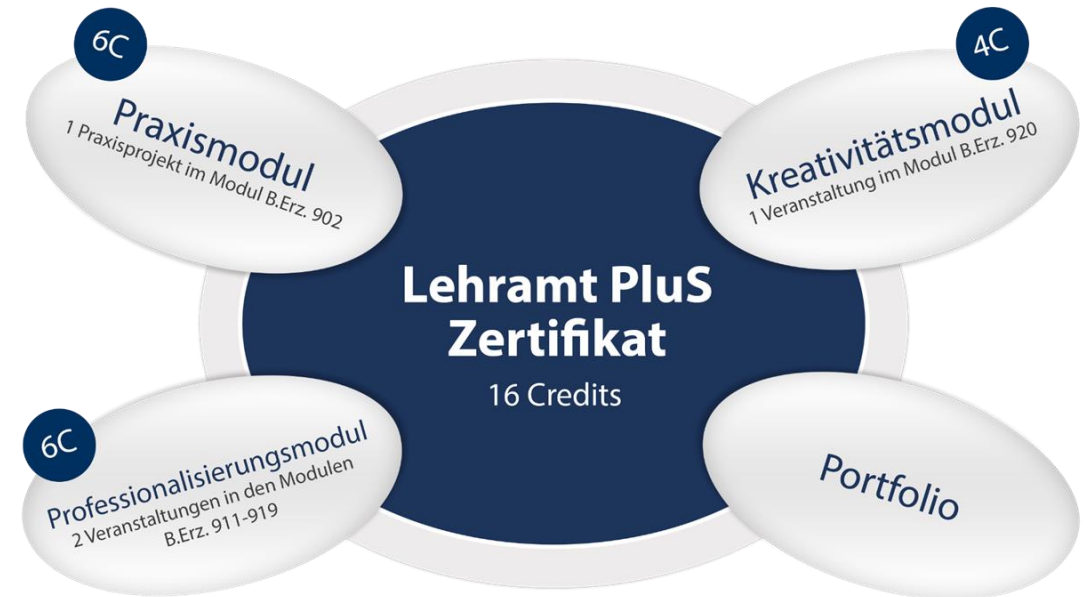 6C
Praxismodul
1 Praxisprojekt im Modul B.Erz. 902
4C
Kreativitätsmodul
1 Veranstaltung im Modul B.Erz. 920
Lehramt PluS
Zertifikat
16 Credits
6C
Professionalisierungsmodul
2 Veranstaltungen in den Modulen
B.Erz. 911-919
Portfolio